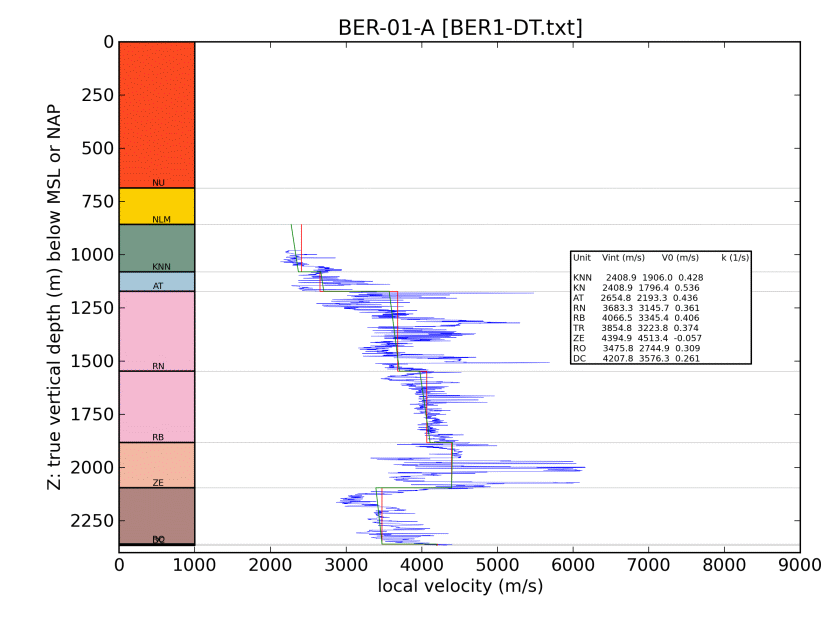 BER-01-A [BER1-DT.txt]
Z: true vertical depth (m) below MSL or NAP
0
250
500
750
1000
1250
1500
1750
2000
2250
NU
NLM
KNN
AT
RN
RB
ZE
Unit Vint (m/s) V0 (m/s) k (1/s)
KNN 2408.9 1906.0 0.428
KN 2408.9 1796.4 0.536
AT 2654.8 2193.3 0.436
RN 3683.3 3145.7 0.361
RB 4066.5 3345.4 0.406
TR 3854.8 3223.8 0.374
ZE 4394.9 4513.4 -0.057
RO 3475.8 2744.9 0.309
DC 4207.8 3576.3 0.261
0 1000 2000 3000 4000 5000 6000 7000 8000 9000
local velocity (m/s)